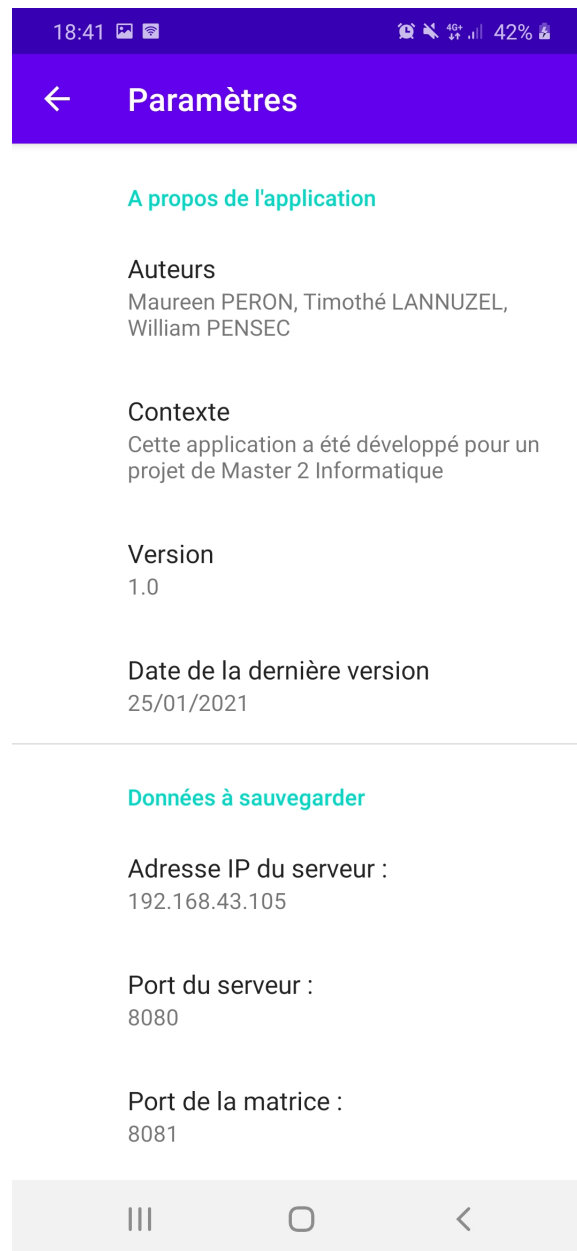 18:41
4G+
42%
Paramètres
A propos de l'application
Auteurs
Maureen PERON, Timothé LANNUZEL,
William PENSEC
Contexte
Cette application a été développé pour un
projet de Master 2 Informatique
Version
1.0
Date de la dernière version
25/01/2021
Données à sauvegarder
Adresse IP du serveur :
192.168.43.105
Port du serveur :
8080
Port de la matrice :
8081